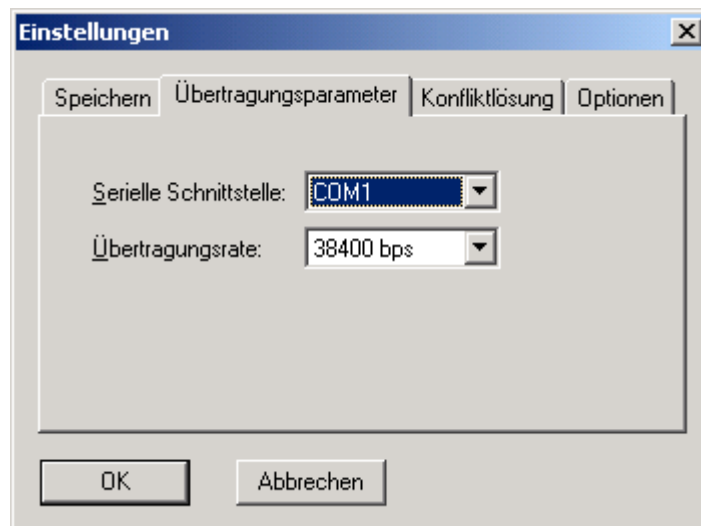 Einstellungen
Speichern Übertragungsparameter Konfliktlösung Optionen
Serielle Schnittstelle: COM1
Übertragungsrate: 38400 bps
OK Abbrechen